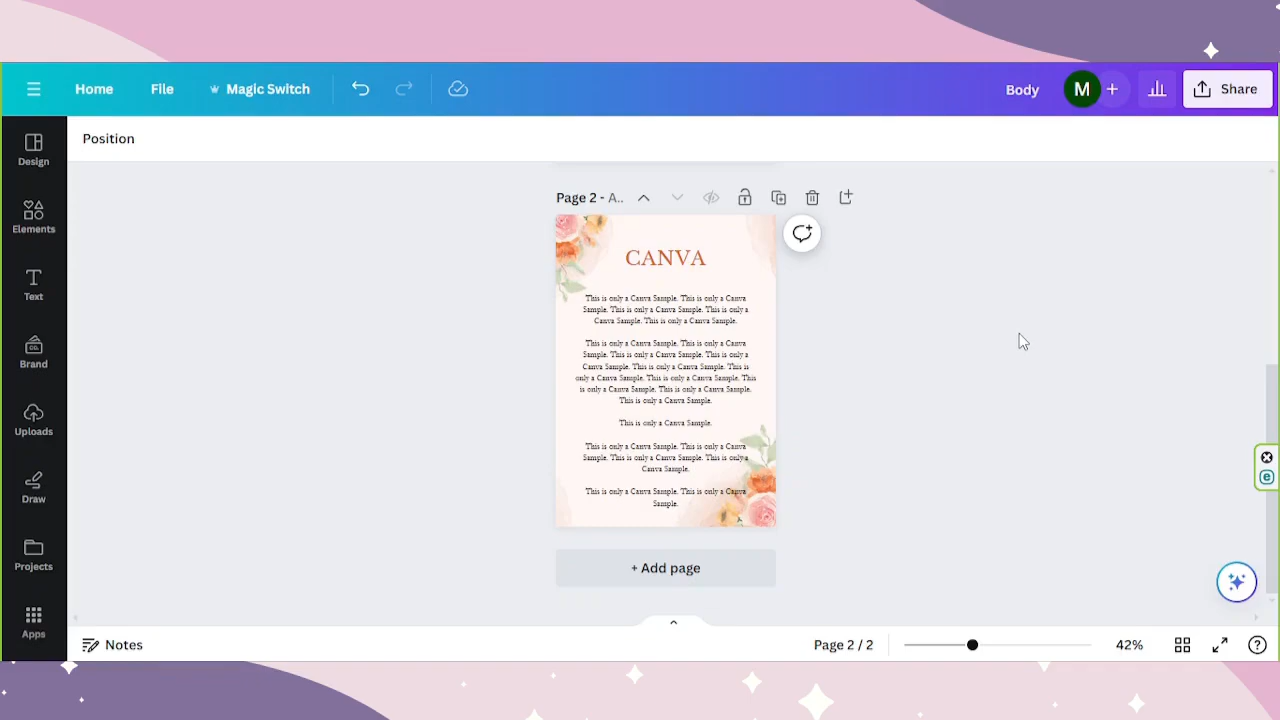 Home File Magic Switch Body M + Share
Position
Design
Elements
Text
Brand
Uploads
Draw
Projects
Apps
Page 2 - A..
CANVA
This is only a Canva Sample. This is only a Canva
Sample. This is only a Canva Sample. This is only a
Canva Sample. This is only a Canva Sample.
This is only a Canva Sample. This is only a Canva
Sample. This is only a Canva Sample. This is only a
Canva Sample. This is only a Canva Sample. This is
only a Canva Sample. This is only a Canva Sample. This
is only a Canva Sample. This is only a Canva Sample.
This is only a Canva Sample.
This is only a Canva Sample.
This is only a Canva Sample. This is only a Canva
Sample. This is only a Canva Sample. This is only a
Canva Sample.
This is only a Canva Sample. This is only a Canva
Sample.
+ Add page
Notes Page 2 / 2 42%